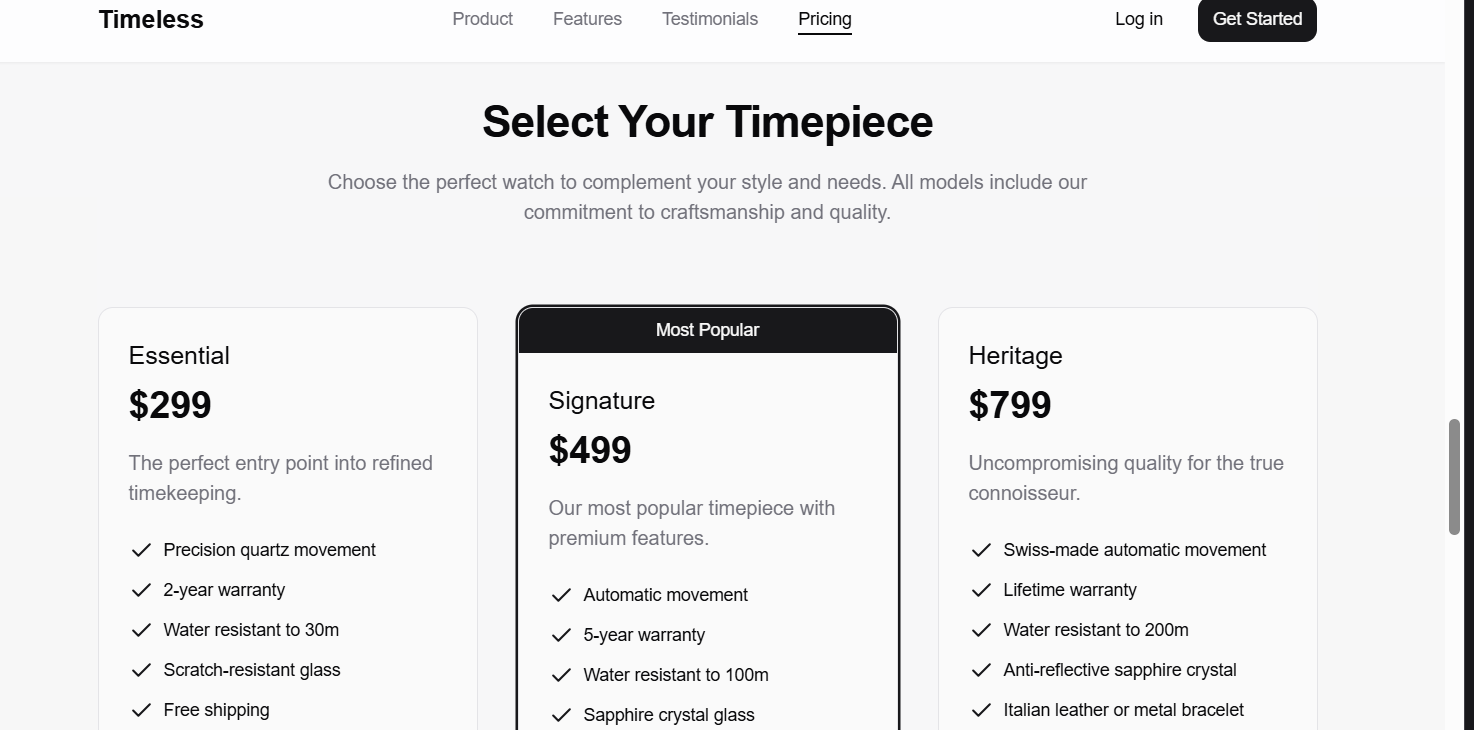 Timeless
Product
Features
Testimonials
Pricing
Log in
Get Started
Select Your Timepiece
Choose the perfect watch to complement your style and needs. All models include our
commitment to craftsmanship and quality.
Essential
$299
The perfect entry point into refined
timekeeping.
Precision quartz movement
2-year warranty
Water resistant to 30m
Scratch-resistant glass
Free shipping
Most Popular
Signature
$499
Our most popular timepiece with
premium features.
Automatic movement
5-year warranty
Water resistant to 100m
Sapphire crystal glass
Heritage
$799
Uncompromising quality for the true
connoisseur.
Swiss-made automatic movement
Lifetime warranty
Water resistant to 200m
Anti-reflective sapphire crystal
Italian leather or metal bracelet